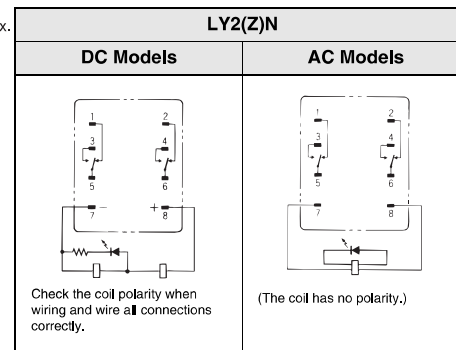 x.
LY2(Z)N
DC Models
AC Models
1 2
3 4
5 6
7 − + 8
Check the coil polarity when
wiring and wire all connections
correctly.
1 2
3 4
5 6
7 8
(The coil has no polarity.)